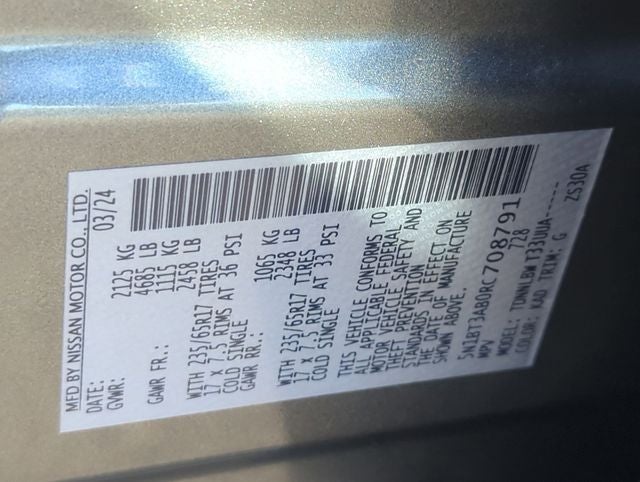 MFD BY NISSAN MOTOR CO., LTD.
DATE: 03/24
GVWR: 2125 KG
4685 LB
GAWR FR.: 1115 KG
2458 LB
WITH 235/65R17 TIRES
17 x 7.5 RIMS AT 36 PSI
COLD SINGLE
GAWR RR.: 1065 KG
2348 LB
WITH 235/65R17 TIRES
17 x 7.5 RIMS AT 33 PSI
COLD SINGLE
THIS VEHICLE CONFORMS TO
ALL APPLICABLE FEDERAL
MOTOR VEHICLE SAFETY AND
THEFT PREVENTION
STANDARDS IN EFFECT ON
THE DATE OF MANUFACTURE
SHOWN ABOVE.
5N1BT3AB0RC708791
MPV 728
MODEL: TDNNLBW T33UUA-----
COLOR: KAD TRIM: G ZS30A